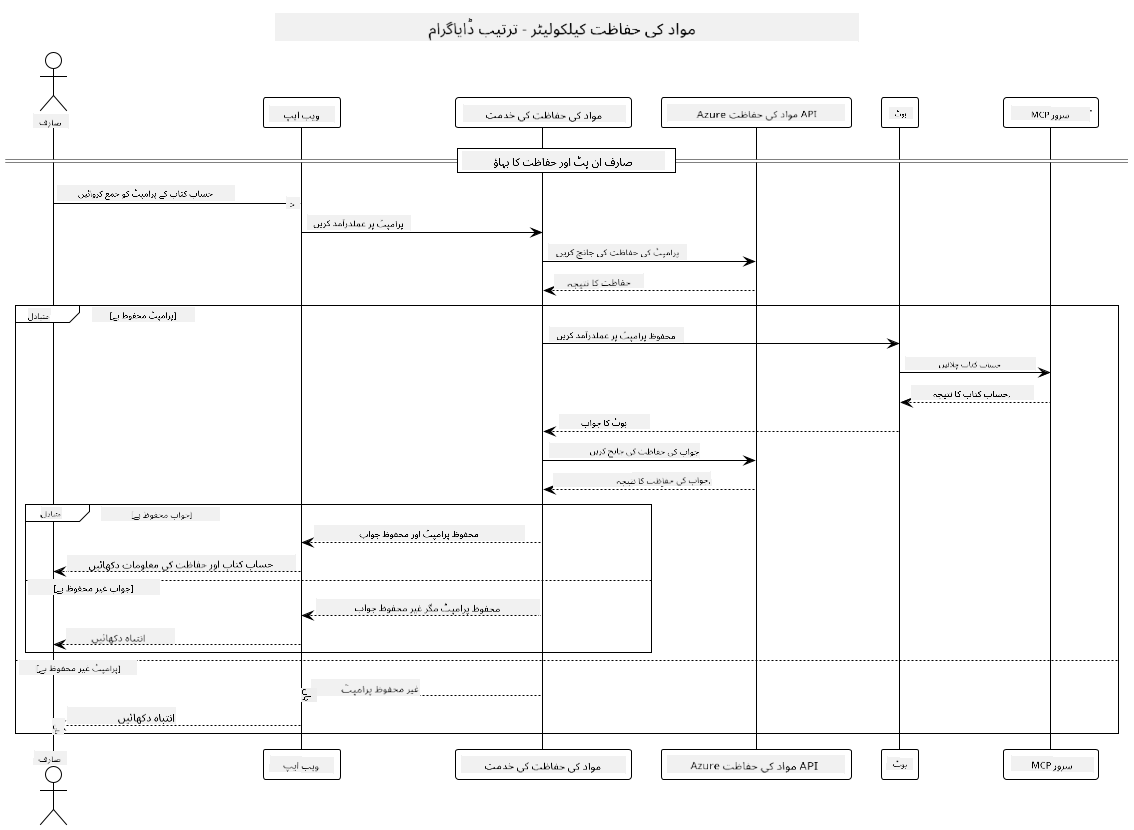 مواد کی حفاظت کیلکولیٹر - ترتیب ڈایاگرام
صارف
ویب ایپ
مواد کی حفاظت کی خدمت
Azure مواد کی حفاظت API
بوٹ
MCP سرور
صارف ان پٹ اور حفاظت کا بہاؤ
حساب کتاب کے پرامپٹ کو جمع کروائیں
پرامپٹ پر عملدرآمد کریں
پرامپٹ کی حفاظت کی جانچ کریں
حفاظت کا نتیجہ
متبادل
[پرامپٹ محفوظ ہے]
محفوظ پرامپٹ پر عملدرآمد کریں
حساب کتاب چلائیں
حساب کتاب کا نتیجہ
بوٹ کا جواب
جواب کی حفاظت کی جانچ کریں
جواب کی حفاظت کا نتیجہ
متبادل
[جواب محفوظ ہے]
محفوظ پرامپٹ اور محفوظ جواب
حساب کتاب اور حفاظت کی معلومات دکھائیں
[جواب غیر محفوظ ہے]
محفوظ پرامپٹ مگر غیر محفوظ جواب
انتباہ دکھائیں
[پرامپٹ غیر محفوظ ہے]
غیر محفوظ پرامپٹ
انتباہ دکھائیں
صارف
ویب ایپ
مواد کی حفاظت کی خدمت
Azure مواد کی حفاظت API
بوٹ
MCP سرور